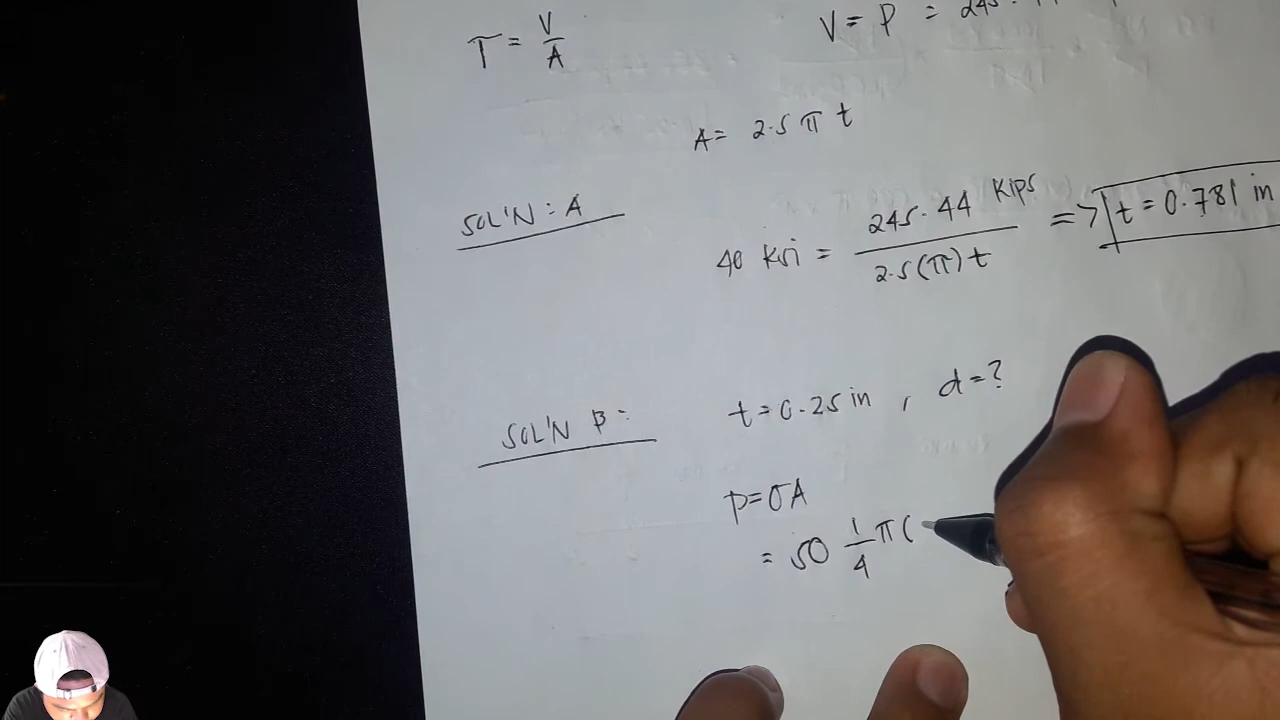 T = V/A
V = P = 245.
A = 2.5 π t
SOL'N: A
40 ksi = 245.44 kips / 2.5(π)t => t = 0.781 in
SOL'N B:
t = 0.25 in , d = ?
P = σA
= 50 1/4 π (